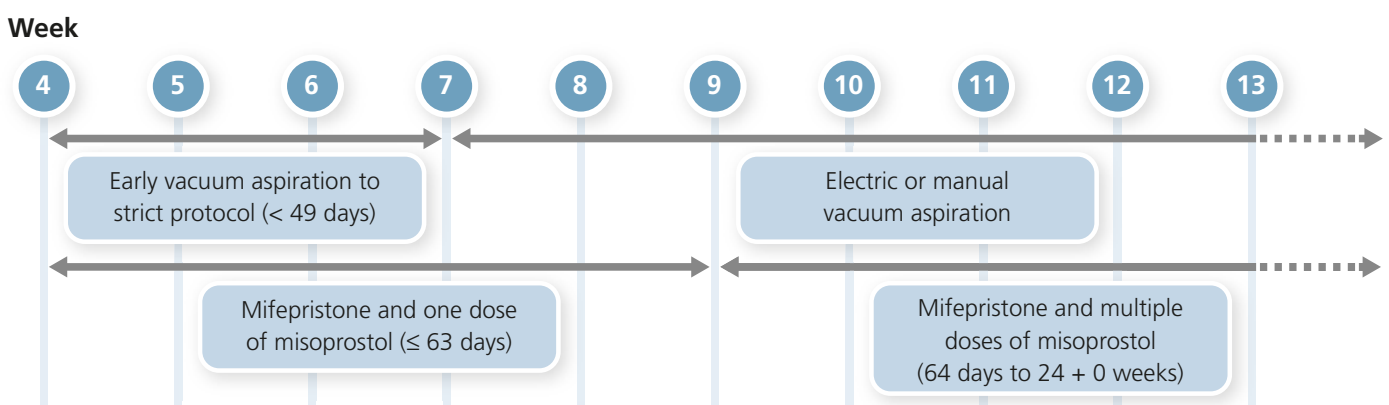 Week
4 5 6 7 8 9 10 11 12 13
Early vacuum aspiration to
strict protocol (< 49 days)
Electric or manual
vacuum aspiration
Mifepristone and one dose
of misoprostol (≤ 63 days)
Mifepristone and multiple
doses of misoprostol
(64 days to 24 + 0 weeks)